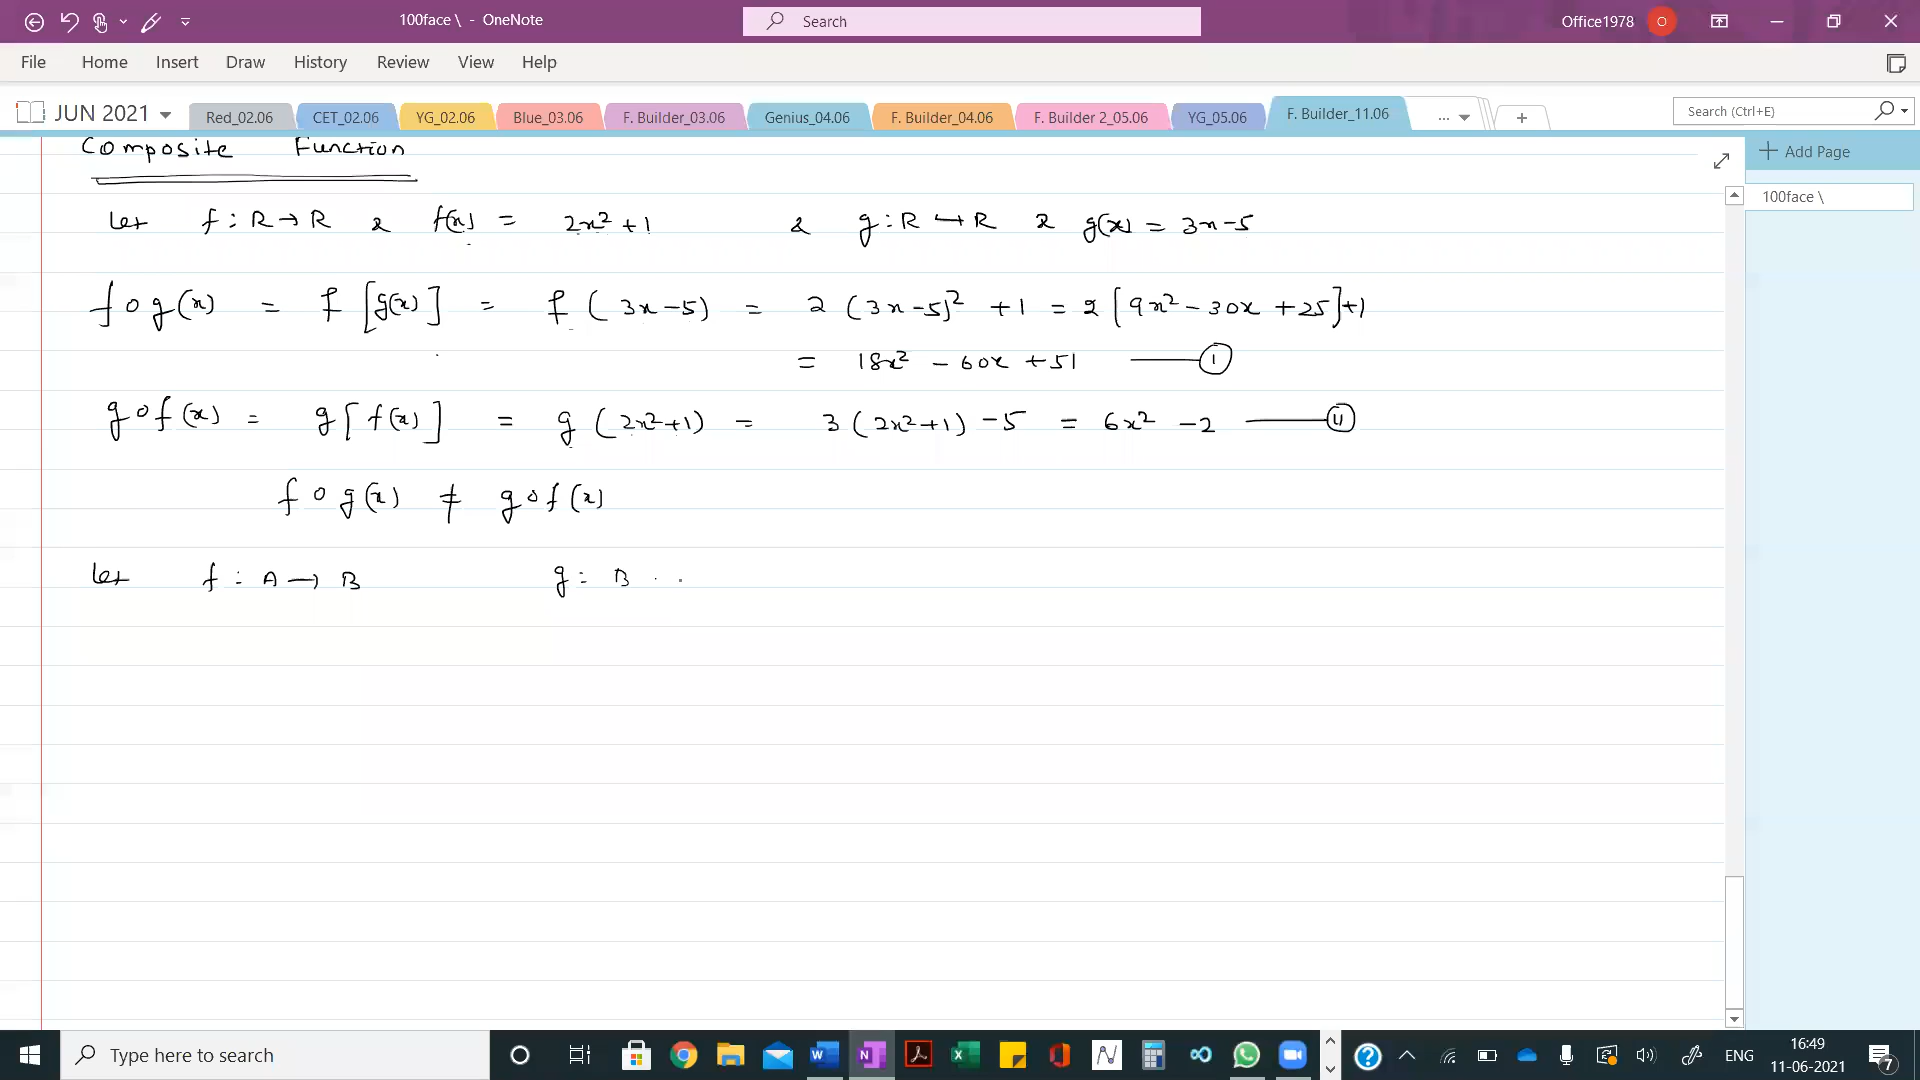 100face \ - OneNote
Search
Office1978
O
File Home Insert Draw History Review View Help
JUN 2021
Red_02.06 CET_02.06 YG_02.06 Blue_03.06 F. Builder_03.06 Genius_04.06 F. Builder_04.06 F. Builder 2_05.06 YG_05.06 F. Builder_11.06 ... +
Search (Ctrl+E)
Add Page
100face \
Composite Function
let f : R → R & f(x) = 2x² + 1 & g : R → R & g(x) = 3x - 5
f o g(x) = f [g(x)] = f (3x - 5) = 2 (3x - 5)² + 1 = 2 [9x² - 30x + 25] + 1
= 18x² - 60x + 51 —— ①
g o f(x) = g [f(x)] = g (2x² + 1) = 3 (2x² + 1) - 5 = 6x² - 2 —— Ⅱ
f o g(x) ≠ g o f(x)
let f : A → B g : B
Type here to search
ENG
16:49
11-06-2021
7